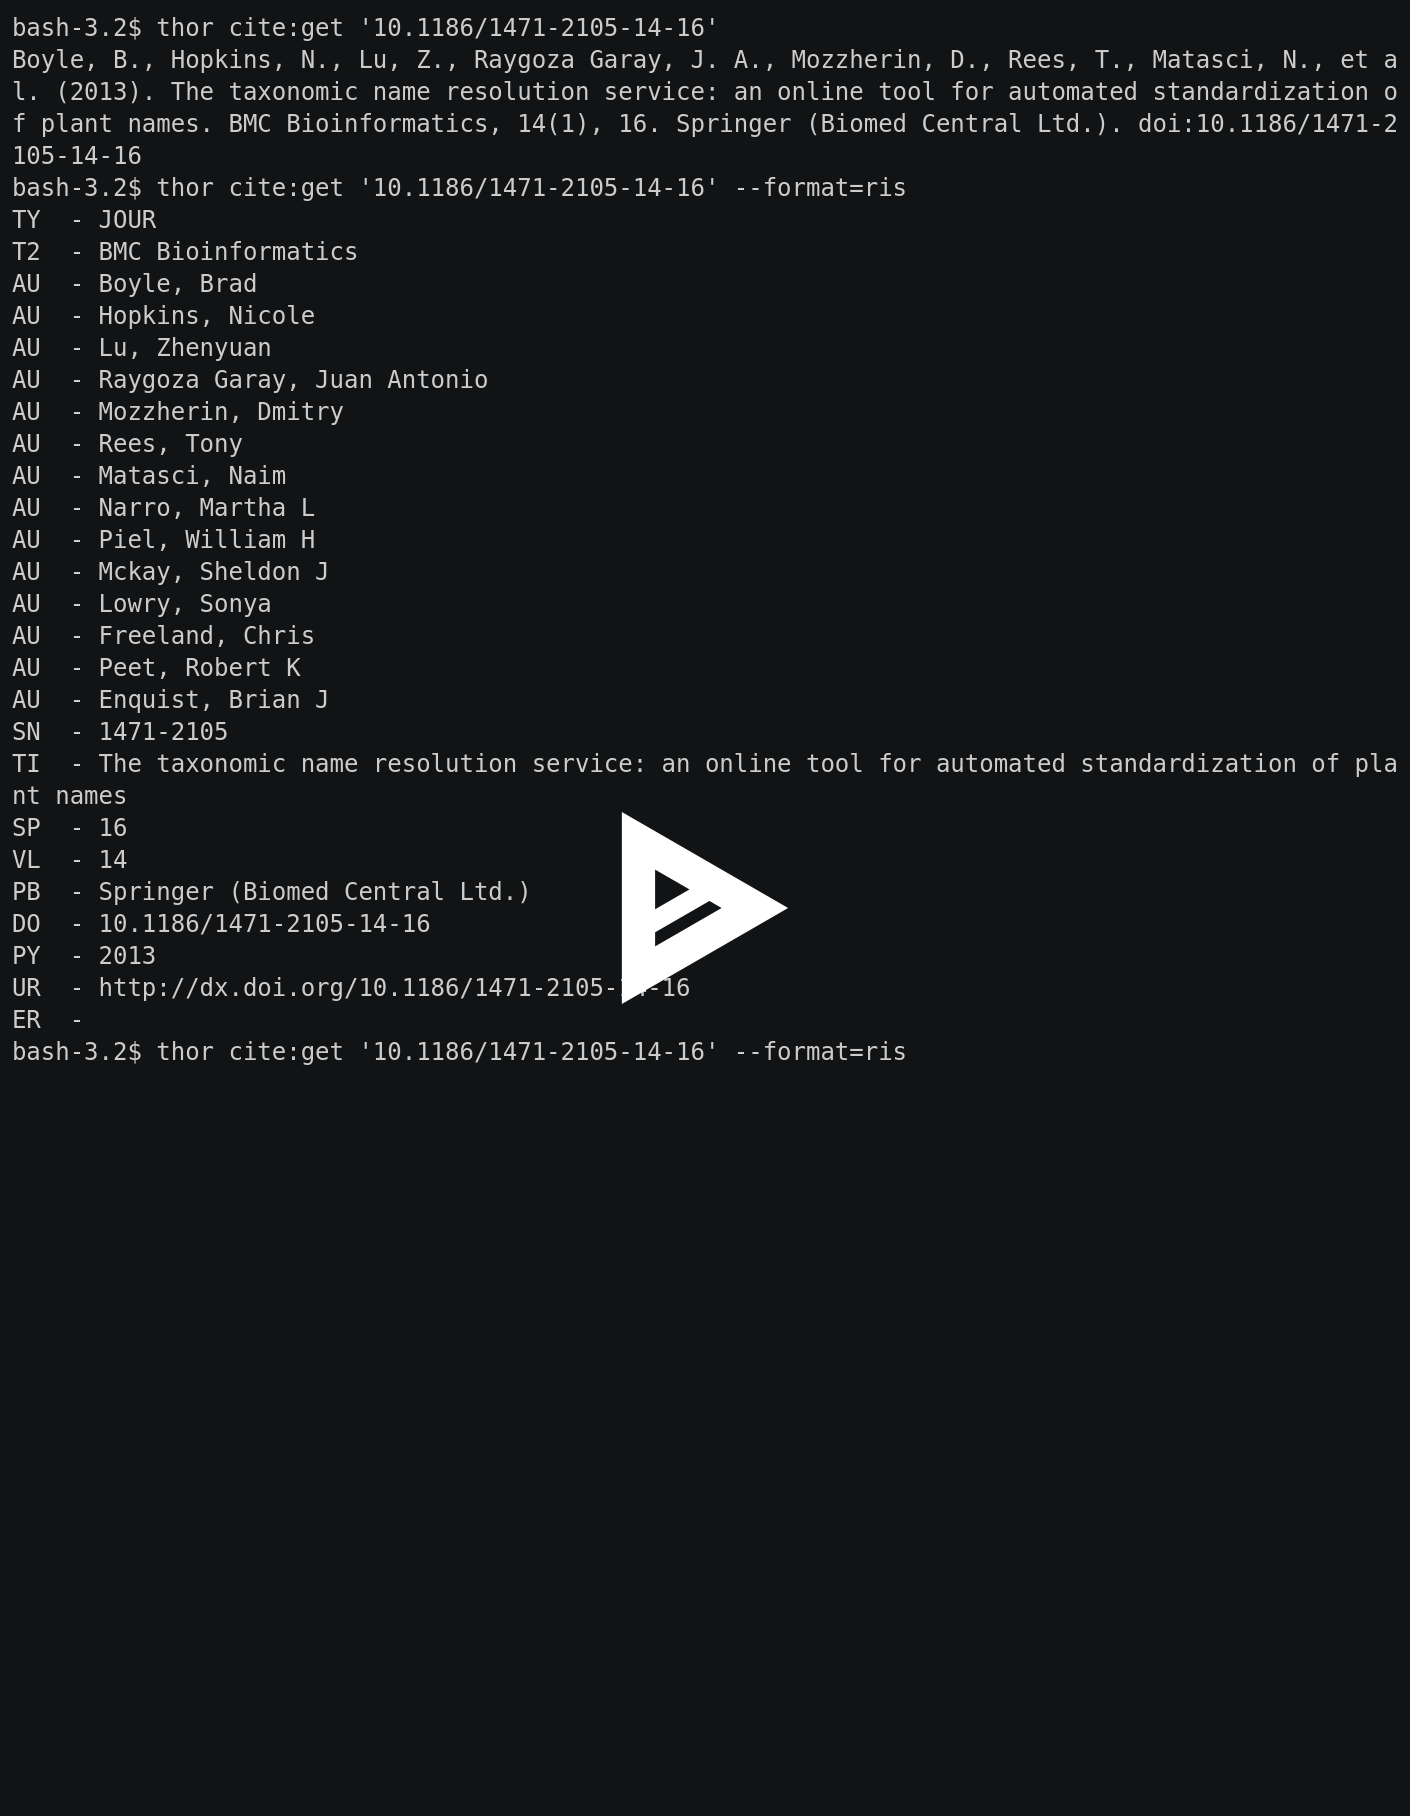 bash-3.2$ thor cite:get '10.1186/1471-2105-14-16'
Boyle, B., Hopkins, N., Lu, Z., Raygoza Garay, J. A., Mozzherin, D., Rees, T., Matasci, N., et a
l. (2013). The taxonomic name resolution service: an online tool for automated standardization o
f plant names. BMC Bioinformatics, 14(1), 16. Springer (Biomed Central Ltd.). doi:10.1186/1471-2
105-14-16
bash-3.2$ thor cite:get '10.1186/1471-2105-14-16' --format=ris
TY  - JOUR
T2  - BMC Bioinformatics
AU  - Boyle, Brad
AU  - Hopkins, Nicole
AU  - Lu, Zhenyuan
AU  - Raygoza Garay, Juan Antonio
AU  - Mozzherin, Dmitry
AU  - Rees, Tony
AU  - Matasci, Naim
AU  - Narro, Martha L
AU  - Piel, William H
AU  - Mckay, Sheldon J
AU  - Lowry, Sonya
AU  - Freeland, Chris
AU  - Peet, Robert K
AU  - Enquist, Brian J
SN  - 1471-2105
TI  - The taxonomic name resolution service: an online tool for automated standardization of pla
nt names
SP  - 16
VL  - 14
PB  - Springer (Biomed Central Ltd.)
DO  - 10.1186/1471-2105-14-16
PY  - 2013
UR  - http://dx.doi.org/10.1186/1471-2105-14-16
ER  -
bash-3.2$ thor cite:get '10.1186/1471-2105-14-16' --format=ris